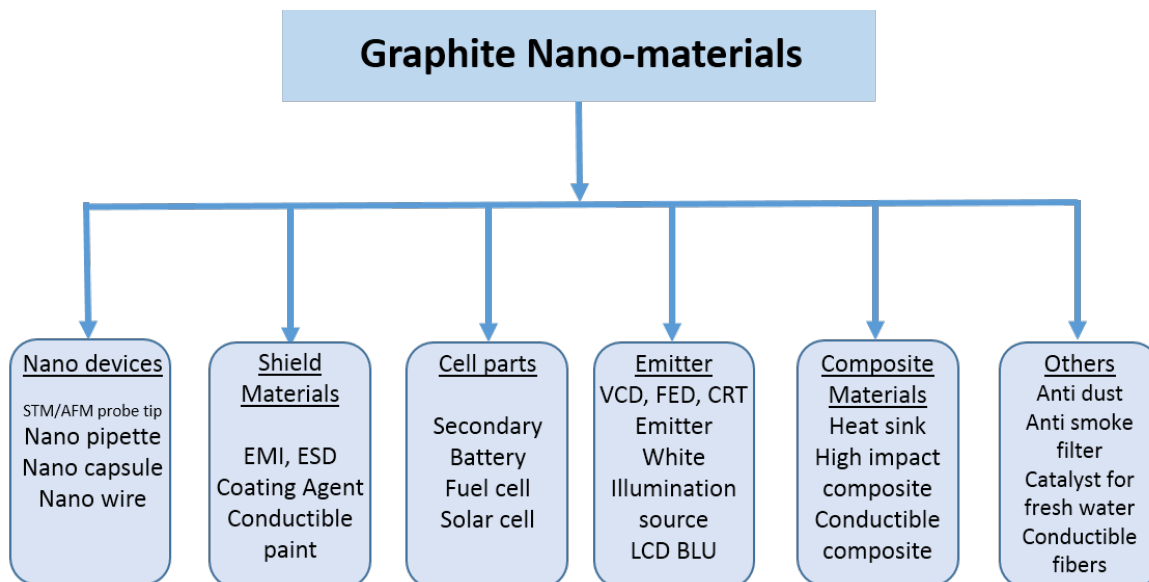 Graphite Nano-materials
Nano devices
STM/AFM probe tip
Nano pipette
Nano capsule
Nano wire
Shield
Materials
EMI, ESD
Coating Agent
Conductible
paint
Cell parts
Secondary
Battery
Fuel cell
Solar cell
Emitter
VCD, FED, CRT
Emitter
White
Illumination
source
LCD BLU
Composite
Materials
Heat sink
High impact
composite
Conductible
composite
Others
Anti dust
Anti smoke
filter
Catalyst for
fresh water
Conductible
fibers